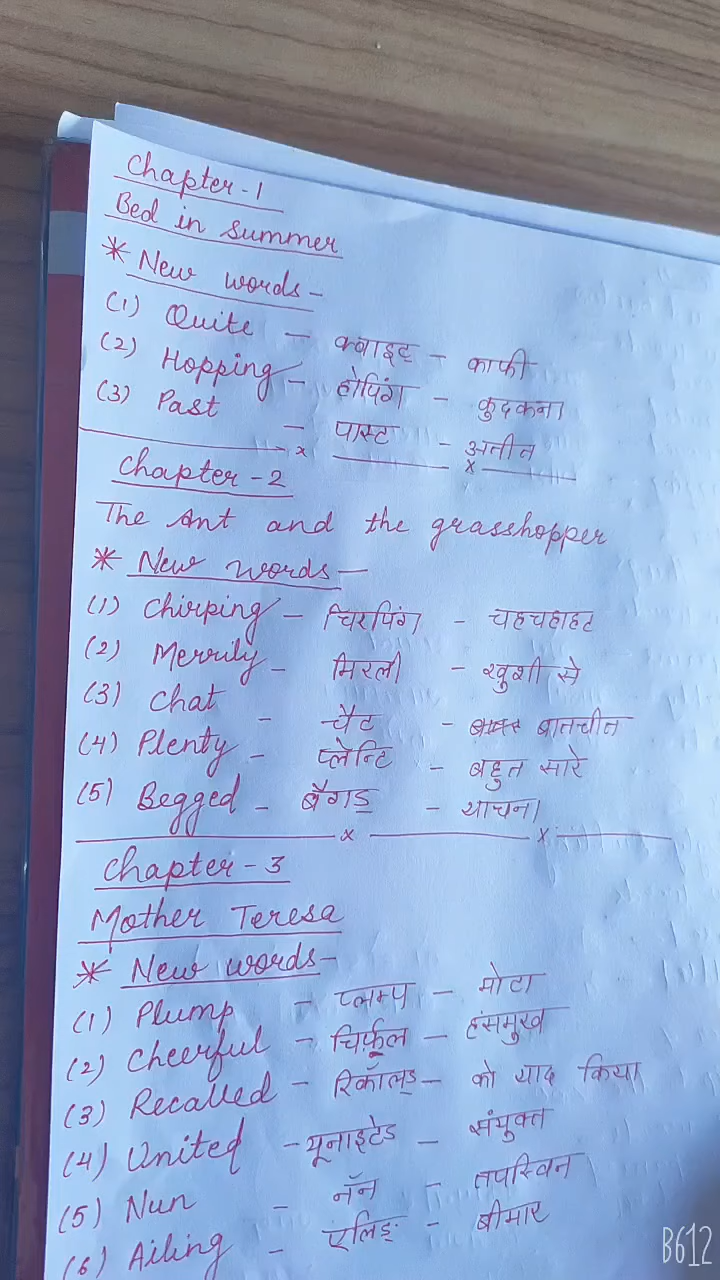 Chapter-1
Bed in summer
* New words-
(1) Quite - क्वाइट् - काफी
(2) Hopping - होपिंग - कुदकना
(3) Past - पास्ट - अतीत
x x
Chapter-2
The Ant and the grasshopper
* New words-
(1) Chirping - चिरपिंग - चहचहाहट
(2) Merrily - मिरली - खुशी से
(3) Chat - चैट - बातचीत
(4) Plenty - प्लेन्टि - बहुत सारे
(5) Begged - बैगड् - याचना
x x
Chapter-3
Mother Teresa
* New words-
(1) Plump - प्लम्प - मोटा
(2) Cheerful - चिर्फुल - हंसमुख
(3) Recalled - रिकॉल्ड् - को याद किया
(4) United - यूनाइटेड - संयुक्त
(5) Nun - नॅन - तपस्विन
(6) Ailing - एलिङ् - बीमार
B612